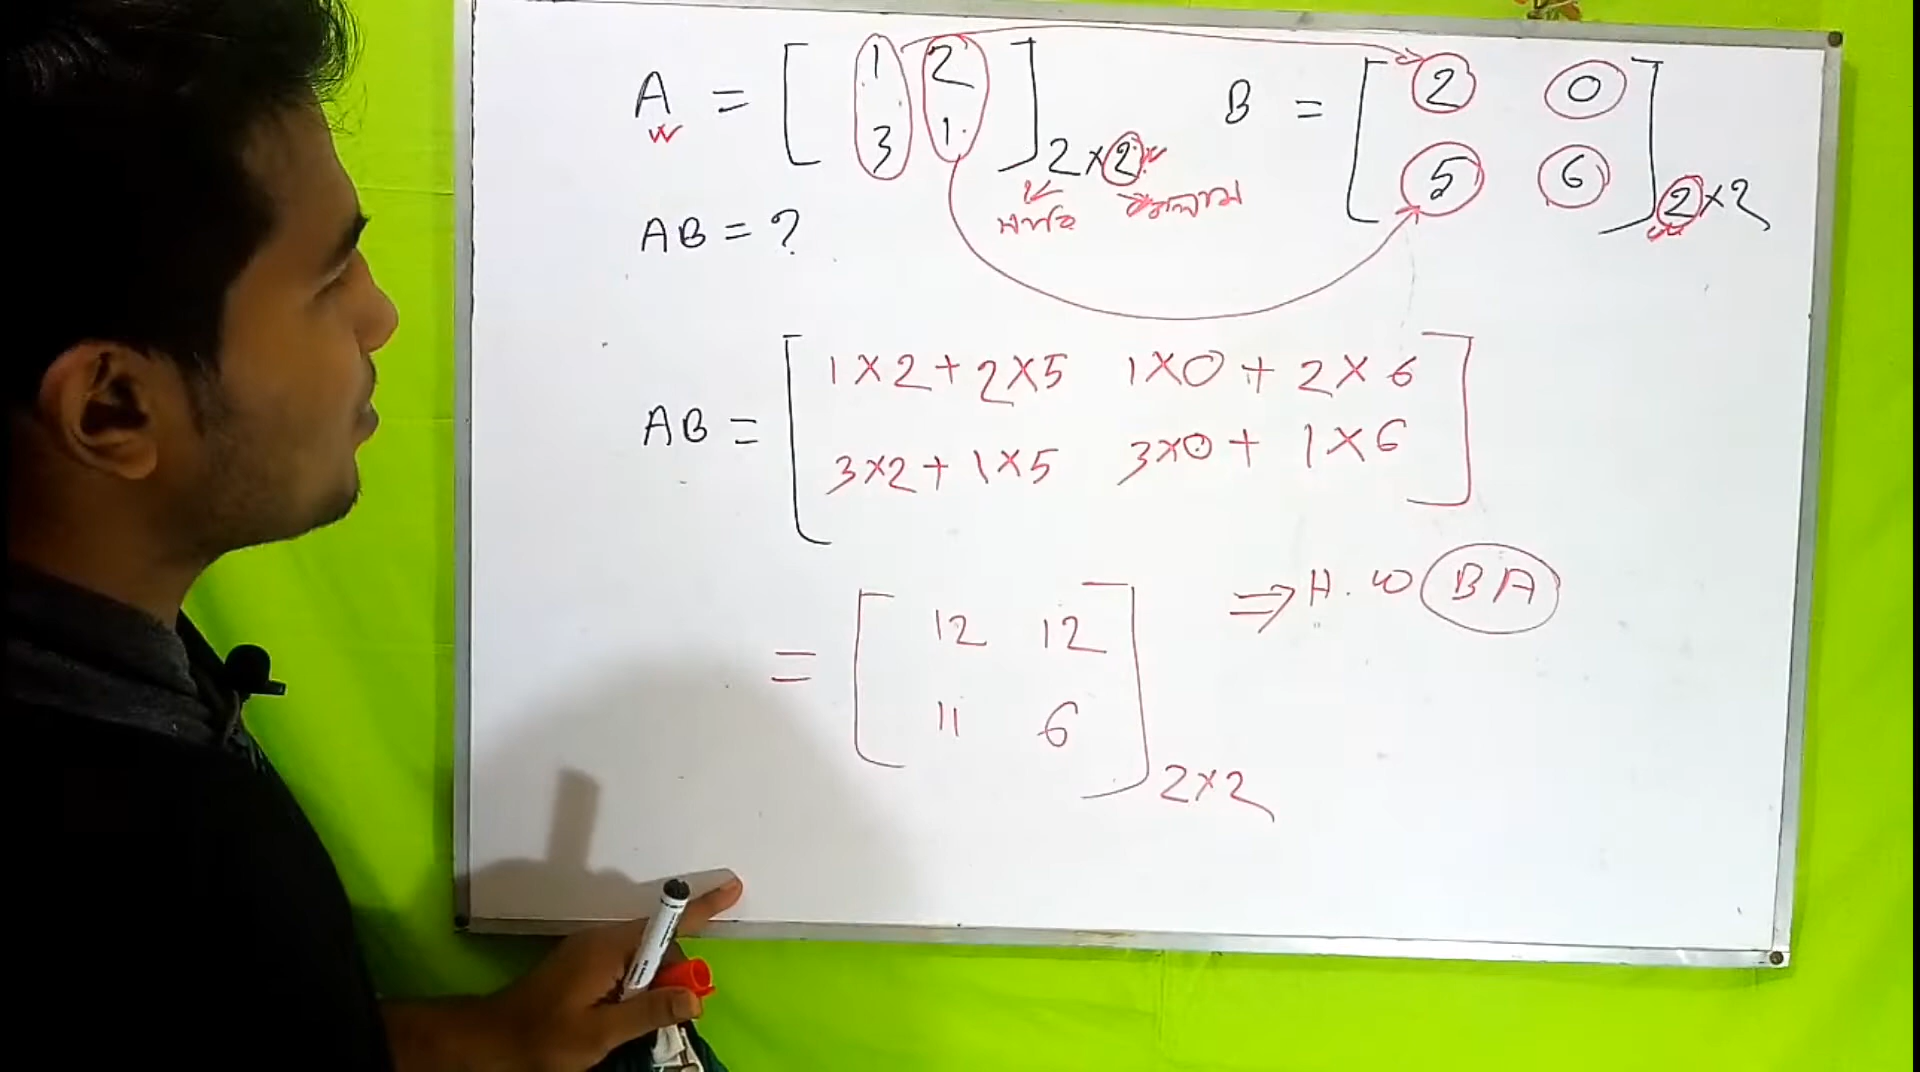 A = [ 1 2 ] 2×2 B = [ 2 0 ] 2×2
3 1 5 6
কলাম
AB = ?
AB = [ 1×2+2×5 1×0+2×6 ]
3×2+1×5 3×0+1×6
= [ 12 12 ] 2×2 ⇒ H.W BA
11 6